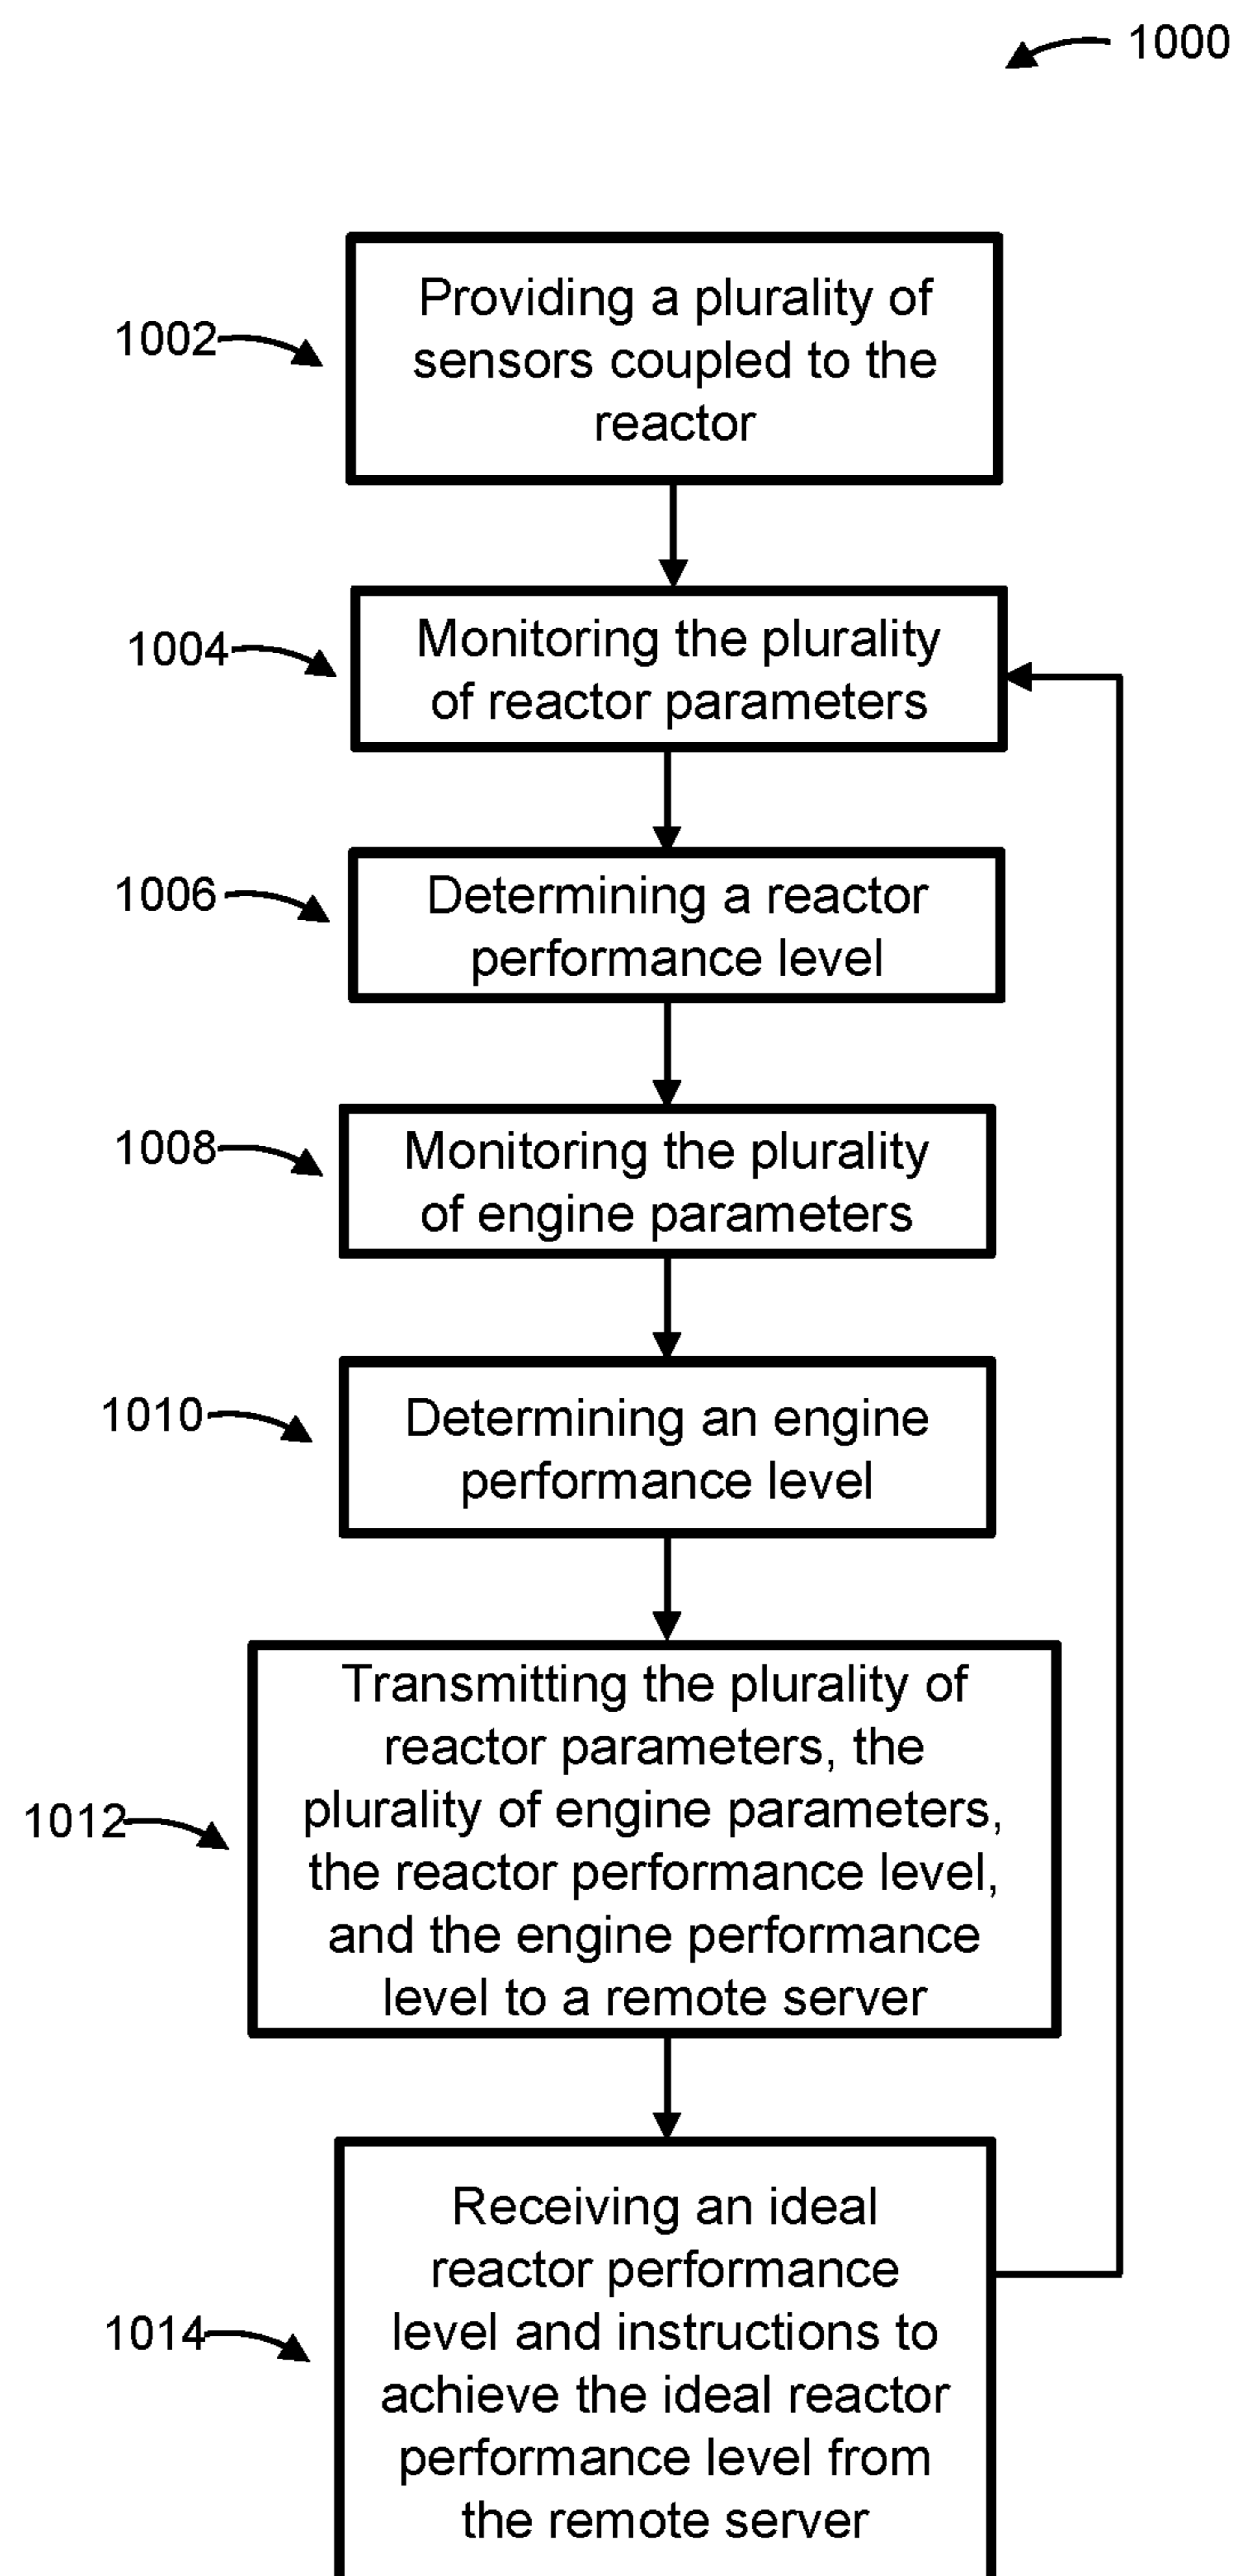 1000
1002
Providing a plurality of
sensors coupled to the
reactor
1004
Monitoring the plurality
of reactor parameters
1006
Determining a reactor
performance level
1008
Monitoring the plurality
of engine parameters
1010
Determining an engine
performance level
1012
Transmitting the plurality of
reactor parameters, the
plurality of engine parameters,
the reactor performance level,
and the engine performance
level to a remote server
1014
Receiving an ideal
reactor performance
level and instructions to
achieve the ideal reactor
performance level from
the remote server